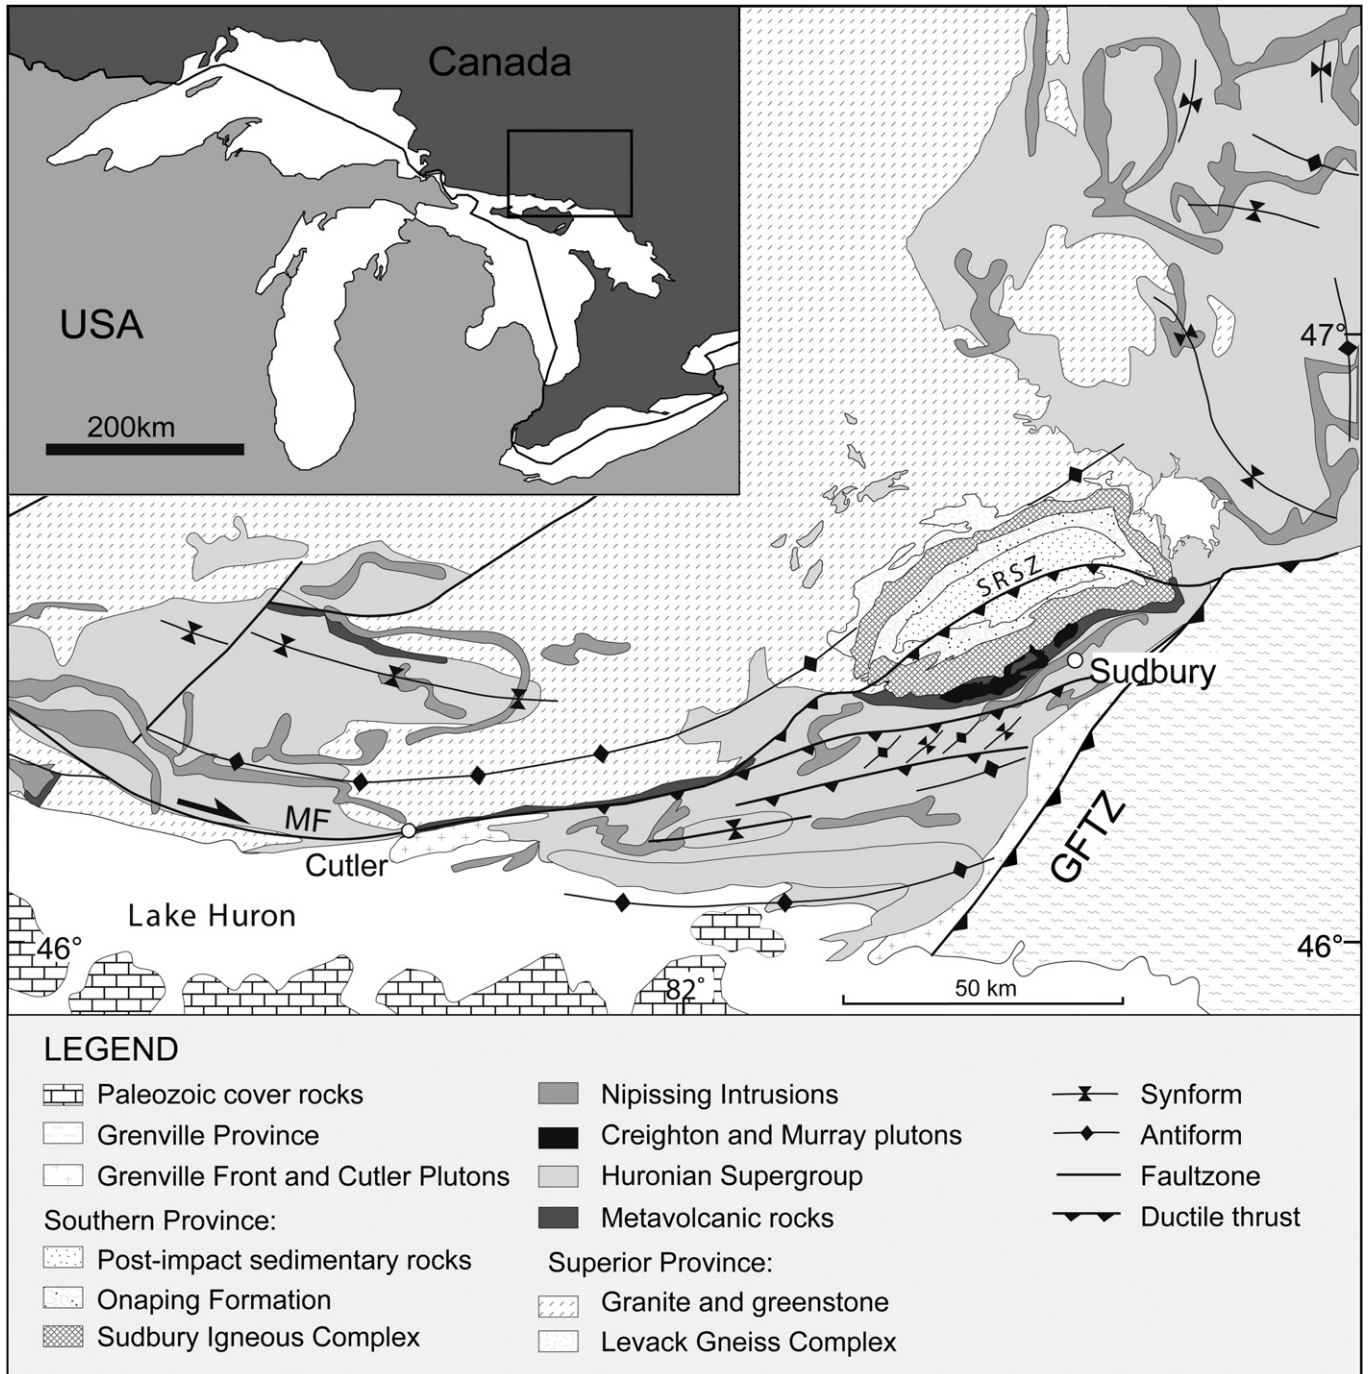 Canada
USA
200km
47°
SRSZ
Sudbury
MF
Cutler
GFTZ
Lake Huron
46°
46°
82°
50 km
LEGEND
Paleozoic cover rocks
Grenville Province
Grenville Front and Cutler Plutons
Southern Province:
Post-impact sedimentary rocks
Onaping Formation
Sudbury Igneous Complex
Nipissing Intrusions
Creighton and Murray plutons
Huronian Supergroup
Metavolcanic rocks
Superior Province:
Granite and greenstone
Levack Gneiss Complex
Synform
Antiform
Faultzone
Ductile thrust